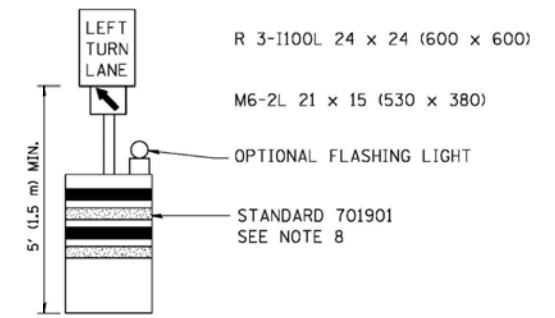 LEFT
TURN
LANE
R 3-I100L 24 x 24 (600 x 600)
M6-2L 21 x 15 (530 x 380)
OPTIONAL FLASHING LIGHT
5' (1.5 m) MIN.
STANDARD 701901
SEE NOTE 8